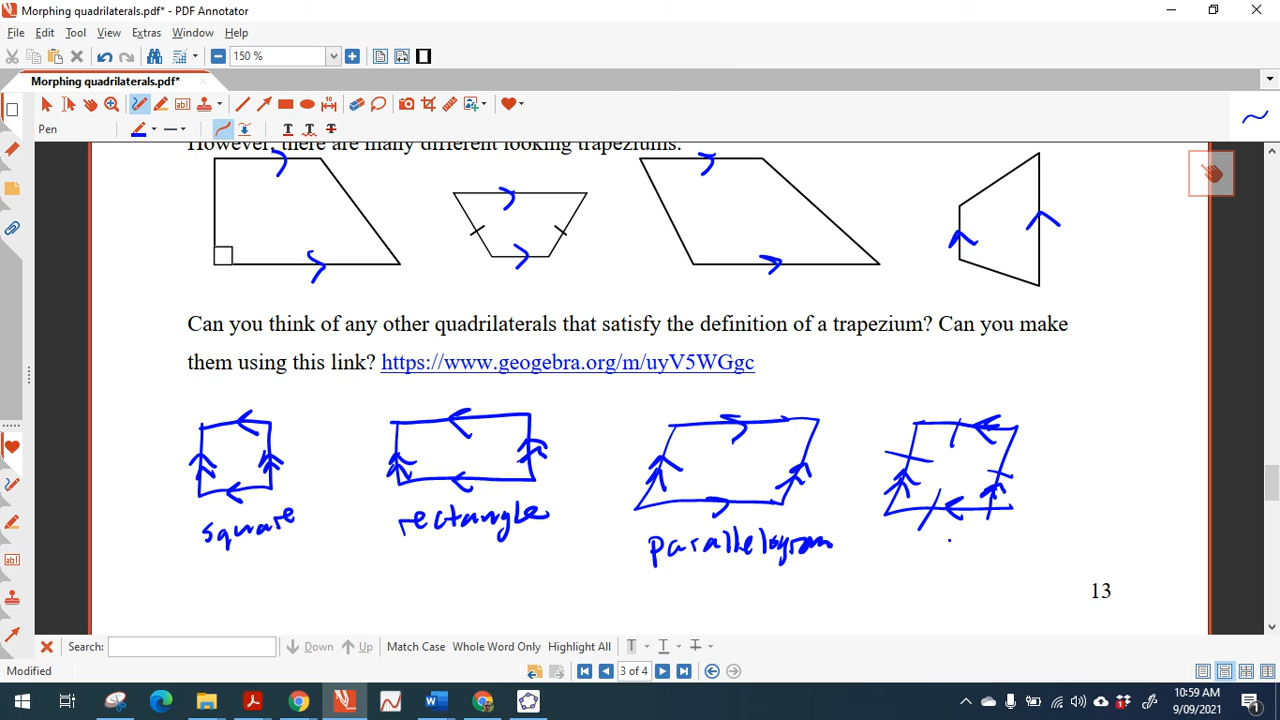 Morphing quadrilaterals.pdf* - PDF Annotator
File Edit Tool View Extras Window Help
150 %
Morphing quadrilaterals.pdf*
Pen
However, there are many different looking trapeziums.
Can you think of any other quadrilaterals that satisfy the definition of a trapezium? Can you make
them using this link? https://www.geogebra.org/m/uyV5WGgc
square
rectangle
parallelogram
13
Search: Down Up Match Case Whole Word Only Highlight All
Modified
3 of 4
10:59 AM
9/09/2021